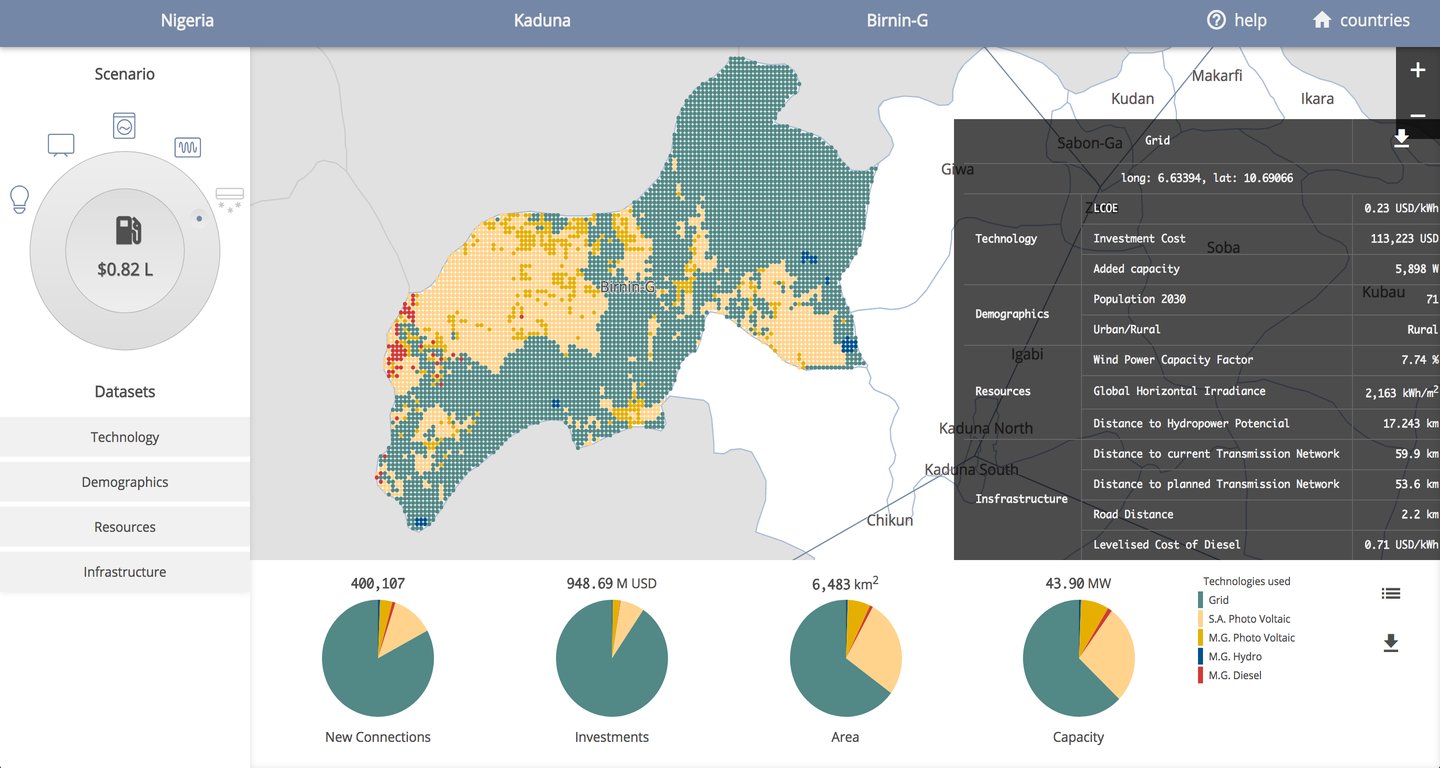 Nigeria Kaduna Birnin-G help countries
Scenario
$0.82 L
Datasets
Technology
Demographics
Resources
Infrastructure
Makarfi
Kudan
Ikara
Sabon-Ga
Giwa
Soba
Kubau
Igabi
Kaduna North
Kaduna South
Chikun
Birnin-G
Grid
long: 6.63394, lat: 10.69066
Technology
LCOE 0.23 USD/kWh
Investment Cost 113,223 USD
Added capacity 5,898 W
Demographics
Population 2030 71
Urban/Rural Rural
Resources
Wind Power Capacity Factor 7.74 %
Global Horizontal Irradiance 2,163 kWh/m2
Distance to Hydropower Potencial 17.243 km
Insfrastructure
Distance to current Transmission Network 59.9 km
Distance to planned Transmission Network 53.6 km
Road Distance 2.2 km
Levelised Cost of Diesel 0.71 USD/kWh
400,107
New Connections
948.69 M USD
Investments
6,483 km2
Area
43.90 MW
Capacity
Technologies used
Grid
S.A. Photo Voltaic
M.G. Photo Voltaic
M.G. Hydro
M.G. Diesel